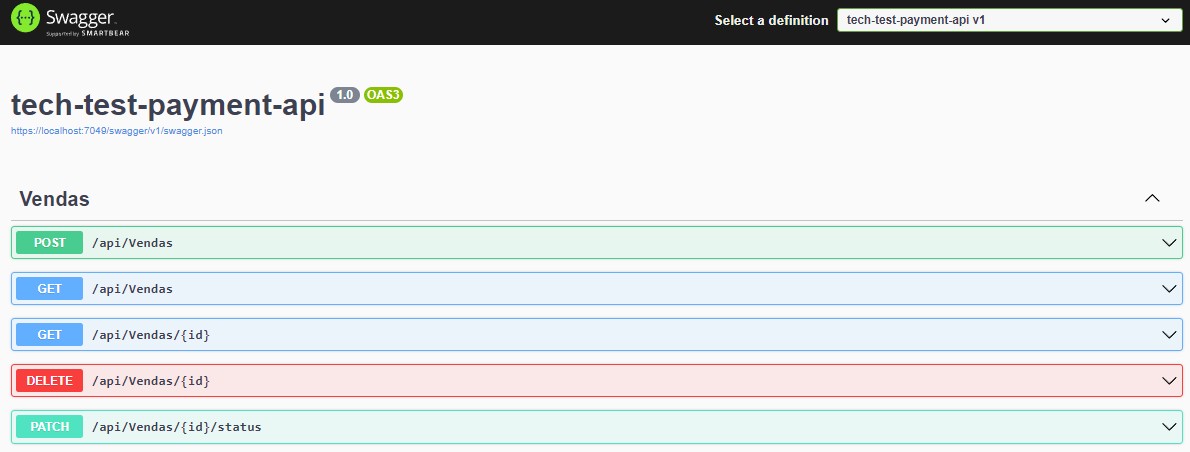 Swagger.
Supported by SMARTBEAR
Select a definition
tech-test-payment-api v1
tech-test-payment-api 1.0 OAS3
https://localhost:7049/swagger/v1/swagger.json
Vendas
POST /api/Vendas
GET /api/Vendas
GET /api/Vendas/{id}
DELETE /api/Vendas/{id}
PATCH /api/Vendas/{id}/status